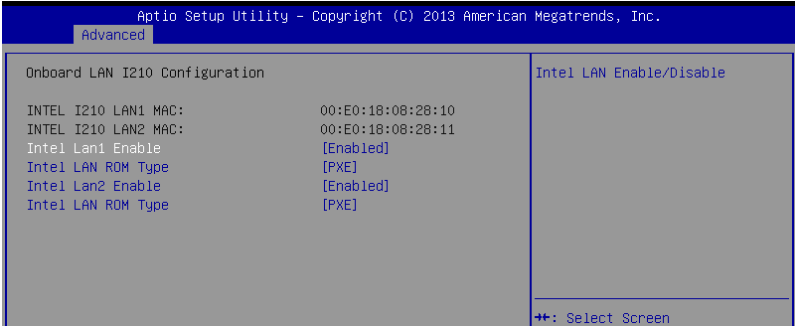 Aptio Setup Utility – Copyright (C) 2013 American Megatrends, Inc.
Advanced
Onboard LAN I210 Configuration
Intel LAN Enable/Disable
INTEL I210 LAN1 MAC: 00:E0:18:08:28:10
INTEL I210 LAN2 MAC: 00:E0:18:08:28:11
Intel Lan1 Enable [Enabled]
Intel LAN ROM Type [PXE]
Intel Lan2 Enable [Enabled]
Intel LAN ROM Type [PXE]
→←: Select Screen